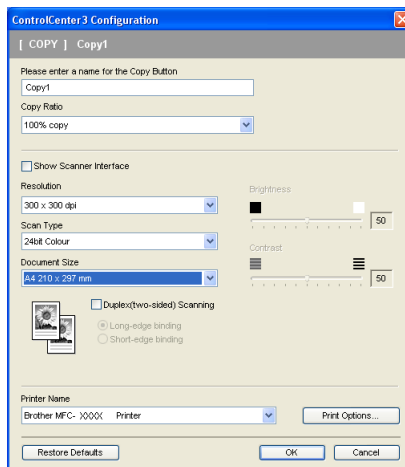 ControlCenter3 Configuration
[ COPY ] Copy1
Please enter a name for the Copy Button
Copy1
Copy Ratio
100% copy
Show Scanner Interface
Resolution
300 x 300 dpi
Scan Type
24bit Colour
Document Size
A4 210 x 297 mm
Brightness
50
Contrast
50
Duplex(two-sided) Scanning
Long-edge binding
Short-edge binding
Printer Name
Brother MFC- XXXX Printer
Print Options...
Restore Defaults
OK
Cancel